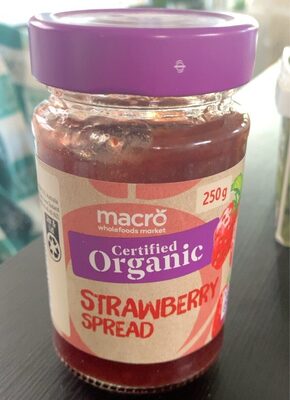 250g
macro
wholefoods market
Certified
Organic
STRAWBERRY
SPREAD